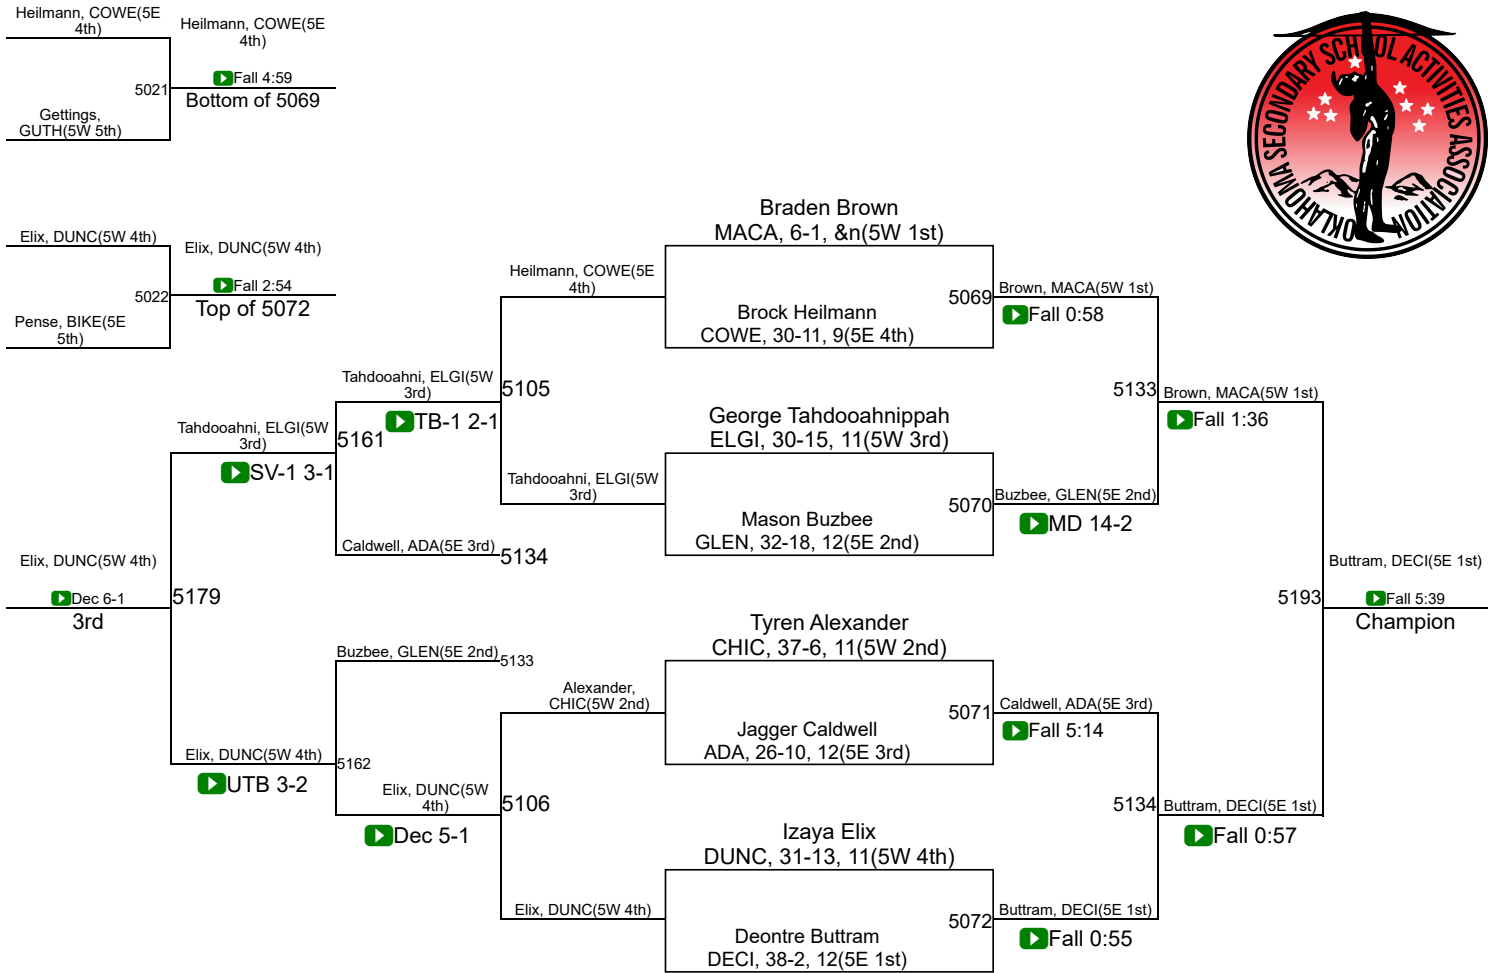 Heilmann, COWE(5E
4th)
Heilmann, COWE(5E
4th)
Fall 4:59
5021
Bottom of 5069
Gettings,
GUTH(5W 5th)
OKLAHOMA SECONDARY SCHOOL ACTIVITIES ASSOCIATION
Elix, DUNC(5W 4th)
Elix, DUNC(5W 4th)
Fall 2:54
5022
Top of 5072
Pense, BIKE(5E
5th)
Braden Brown
MACA, 6-1, &n(5W 1st)
Heilmann, COWE(5E
4th)
5069
Brown, MACA(5W 1st)
Fall 0:58
Brock Heilmann
COWE, 30-11, 9(5E 4th)
Tahdooahni, ELGI(5W
3rd)
5105
TB-1 2-1
5133
Brown, MACA(5W 1st)
Fall 1:36
George Tahdooahnippah
ELGI, 30-15, 11(5W 3rd)
Tahdooahni, ELGI(5W
3rd)
5161
SV-1 3-1
Tahdooahni, ELGI(5W
3rd)
5070
Buzbee, GLEN(5E 2nd)
MD 14-2
Mason Buzbee
GLEN, 32-18, 12(5E 2nd)
Caldwell, ADA(5E 3rd)
5134
Elix, DUNC(5W 4th)
Dec 6-1
5179
3rd
Buttram, DECI(5E 1st)
5193
Fall 5:39
Champion
Tyren Alexander
CHIC, 37-6, 11(5W 2nd)
Buzbee, GLEN(5E 2nd)
5133
Alexander,
CHIC(5W 2nd)
5071
Caldwell, ADA(5E 3rd)
Fall 5:14
Jagger Caldwell
ADA, 26-10, 12(5E 3rd)
Elix, DUNC(5W 4th)
5162
UTB 3-2
Elix, DUNC(5W
4th)
5106
Dec 5-1
5134
Buttram, DECI(5E 1st)
Fall 0:57
Izaya Elix
DUNC, 31-13, 11(5W 4th)
Elix, DUNC(5W 4th)
5072
Buttram, DECI(5E 1st)
Fall 0:55
Deontre Buttram
DECI, 38-2, 12(5E 1st)